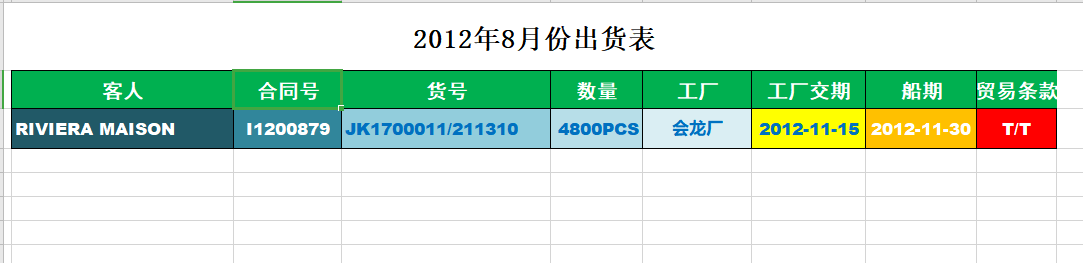 2012年8月份出货表
客人 合同号 货号 数量 工厂 工厂交期 船期 贸易条款
RIVIERA MAISON I1200879 JK1700011/211310 4800PCS 会龙厂 2012-11-15 2012-11-30 T/T